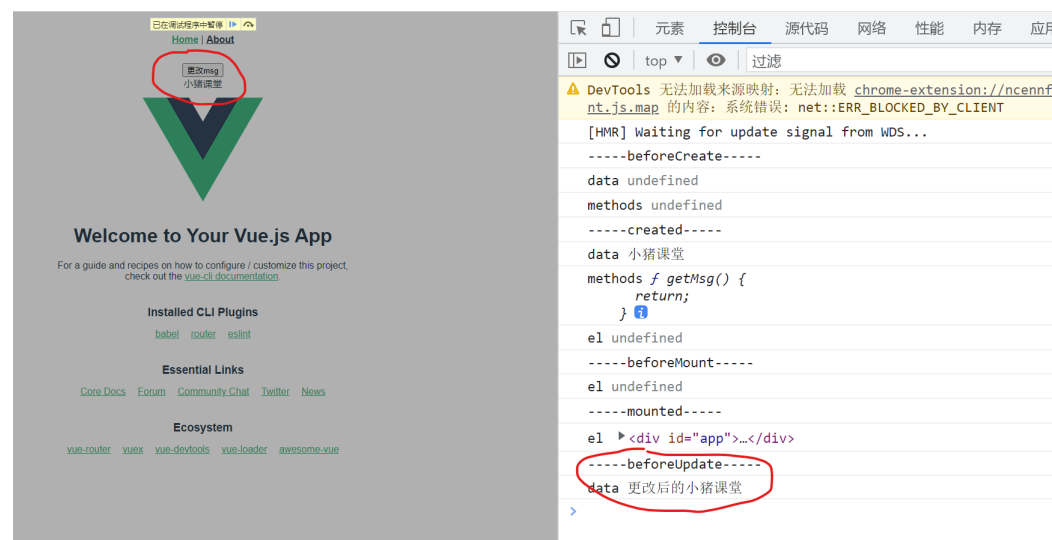 已在调试程序中暂停
Home | About
更改msg
小猪课堂
Welcome to Your Vue.js App
For a guide and recipes on how to configure / customize this project,
check out the vue-cli documentation.
Installed CLI Plugins
babel router eslint
Essential Links
Core Docs Forum Community Chat Twitter News
Ecosystem
vue-router vuex vue-devtools vue-loader awesome-vue
元素 控制台 源代码 网络 性能 内存 应用
top 过滤
DevTools 无法加载来源映射: 无法加载 chrome-extension://ncennf
nt.js.map 的内容: 系统错误: net::ERR_BLOCKED_BY_CLIENT
[HMR] Waiting for update signal from WDS...
-----beforeCreate-----
data undefined
methods undefined
-----created-----
data 小猪课堂
methods ƒ getMsg() {
return;
}
el undefined
-----beforeMount-----
el undefined
-----mounted-----
el <div id="app">…</div>
-----beforeUpdate-----
data 更改后的小猪课堂